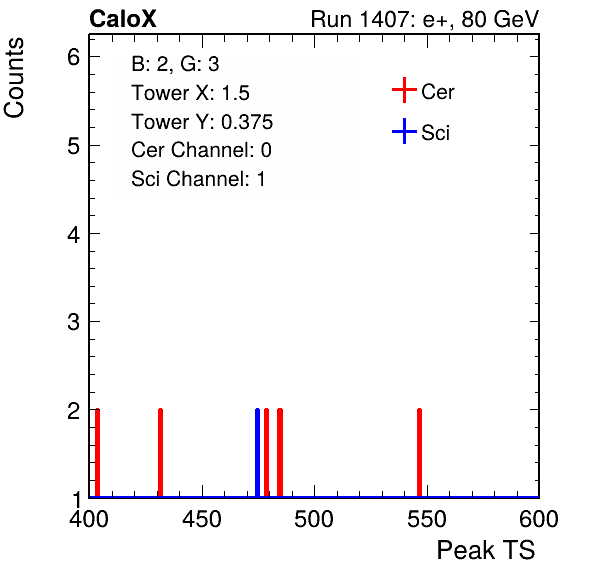 CaloX Run 1407: e+, 80 GeV
Counts
B: 2, G: 3
Tower X: 1.5
Tower Y: 0.375
Cer Channel: 0
Sci Channel: 1
Cer
Sci
6
5
4
3
2
1
400 450 500 550 600
Peak TS